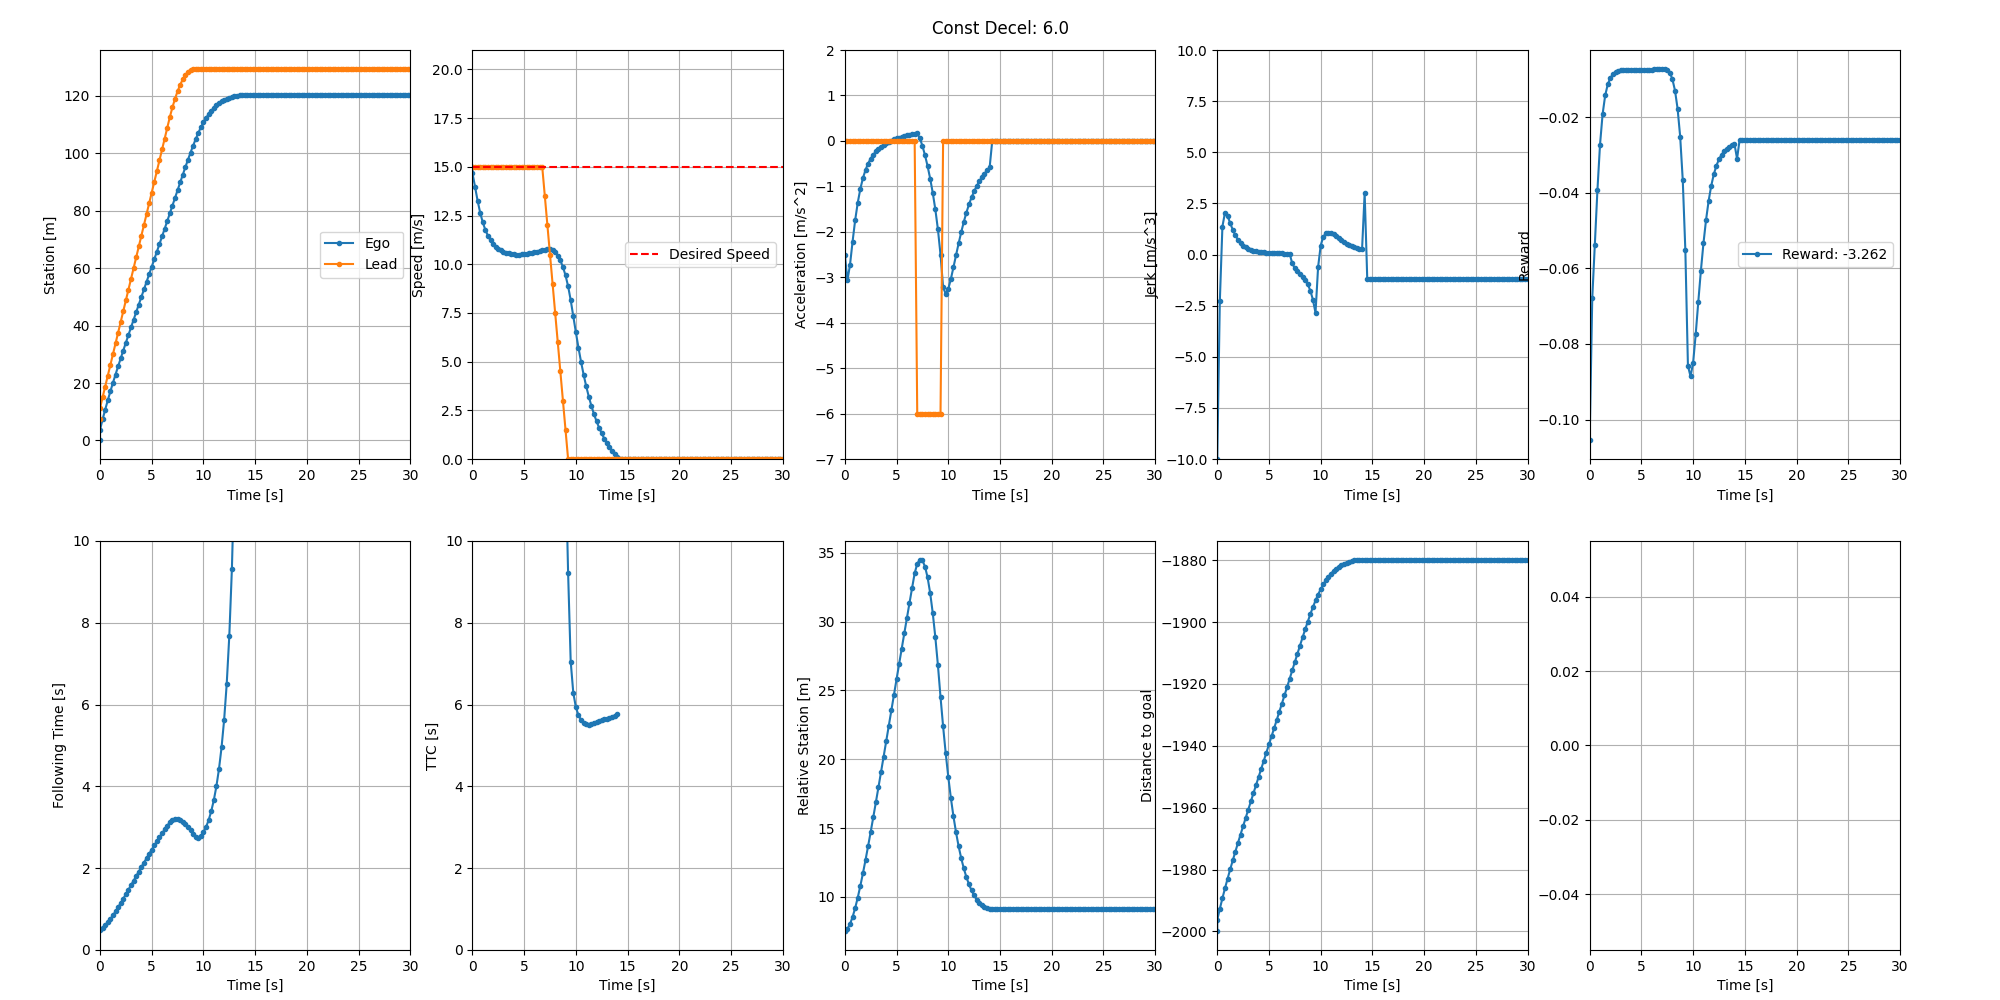 Const Decel: 6.0
Station [m]
120
100
80
60
40
20
0
0 5 10 15 20 25 30
Time [s]
Ego
Lead
Speed [m/s]
20.0
17.5
15.0
12.5
10.0
7.5
5.0
2.5
0.0
0 5 10 15 20 25 30
Time [s]
Desired Speed
Acceleration [m/s^2]
2
1
0
−1
−2
−3
−4
−5
−6
−7
0 5 10 15 20 25 30
Time [s]
Jerk [m/s^3]
10.0
7.5
5.0
2.5
0.0
−2.5
−5.0
−7.5
−10.0
0 5 10 15 20 25 30
Time [s]
Reward
−0.02
−0.04
−0.06
−0.08
−0.10
0 5 10 15 20 25 30
Time [s]
Reward: -3.262
Following Time [s]
10
8
6
4
2
0
0 5 10 15 20 25 30
Time [s]
TTC [s]
10
8
6
4
2
0
0 5 10 15 20 25 30
Time [s]
Relative Station [m]
35
30
25
20
15
10
0 5 10 15 20 25 30
Time [s]
Distance to goal
−1880
−1900
−1920
−1940
−1960
−1980
−2000
0 5 10 15 20 25 30
Time [s]
0.04
0.02
0.00
−0.02
−0.04
0 5 10 15 20 25 30
Time [s]